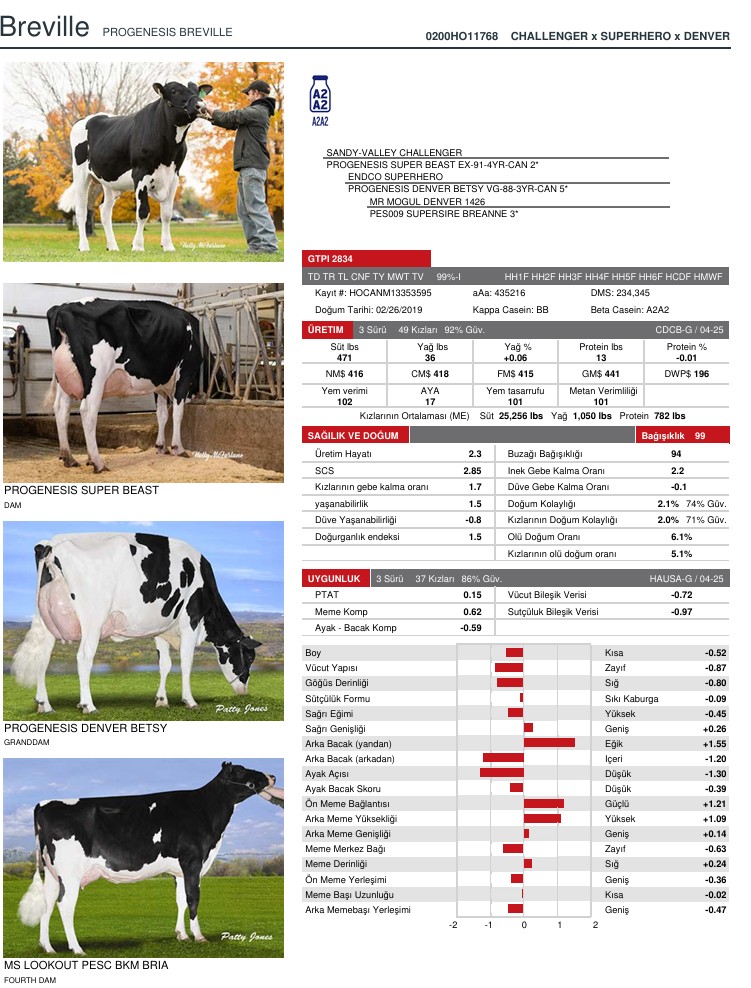 Breville PROGENESIS BREVILLE
0200HO11768 CHALLENGER x SUPERHERO x DENVER
A2
A2
A2A2
SANDY-VALLEY CHALLENGER
PROGENESIS SUPER BEAST EX-91-4YR-CAN 2*
ENDCO SUPERHERO
PROGENESIS DENVER BETSY VG-88-3YR-CAN 5*
MR MOGUL DENVER 1426
PES009 SUPERSIRE BREANNE 3*
Nelly McFarlane
Nelly McFarlane
PROGENESIS SUPER BEAST
DAM
Patty Jones
PROGENESIS DENVER BETSY
GRANDDAM
Patty Jones
MS LOOKOUT PESC BKM BRIA
FOURTH DAM
GTPI 2834
TD TR TL CNF TY MWT TV 99%-I HH1F HH2F HH3F HH4F HH5F HH6F HCDF HMWF
Kayıt #: HOCANM13353595 aAa: 435216 DMS: 234,345
Doğum Tarihi: 02/26/2019 Kappa Casein: BB Beta Casein: A2A2
ÜRETIM 3 Sürü 49 Kızları 92% Güv. CDCB-G / 04-25
Süt lbs Yağ lbs Yağ % Protein lbs Protein %
471 36 +0.06 13 -0.01
NM$ 416 CM$ 418 FM$ 415 GM$ 441 DWP$ 196
Yem verimi AYA Yem tasarrufu Metan Verimliliği
102 17 101 101
Kızlarının Ortalaması (ME) Süt 25,256 lbs Yağ 1,050 lbs Protein 782 lbs
SAĞILIK VE DOĞUM Bağışıklık 99
Üretim Hayatı 2.3 Buzağı Bağışıklığı 94
SCS 2.85 Inek Gebe Kalma Oranı 2.2
Kızlarının gebe kalma oranı 1.7 Düve Gebe Kalma Oranı -0.1
yaşanabilirlik 1.5 Doğum Kolaylığı 2.1% 74% Güv.
Düve Yaşanabilirliği -0.8 Kızlarının Doğum Kolaylığı 2.0% 71% Güv.
Doğurganlık endeksi 1.5 Olü Doğum Oranı 6.1%
Kızlarının olü doğum oranı 5.1%
UYGUNLUK 3 Sürü 37 Kızları 86% Güv. HAUSA-G / 04-25
PTAT 0.15 Vücut Bileşik Verisi -0.72
Meme Komp 0.62 Sutçüluk Bileşik Verisi -0.97
Ayak - Bacak Komp -0.59
Boy Kısa -0.52
Vücut Yapısı Zayıf -0.87
Göğüs Derinliği Sığ -0.80
Sütçülük Formu Sıkı Kaburga -0.09
Sağrı Eğimi Yüksek -0.45
Sağrı Genişliği Geniş +0.26
Arka Bacak (yandan) Eğik +1.55
Arka Bacak (arkadan) Içeri -1.20
Ayak Açısı Düşük -1.30
Ayak Bacak Skoru Düşük -0.39
Ön Meme Bağlantısı Güçlü +1.21
Arka Meme Yüksekliği Yüksek +1.09
Arka Meme Genişliği Geniş +0.14
Meme Merkez Bağı Zayıf -0.63
Meme Derinliği Sığ +0.24
Ön Meme Yerleşimi Geniş -0.36
Meme Başı Uzunluğu Kısa -0.02
Arka Memebaşı Yerleşimi Geniş -0.47
-2 -1 0 1 2